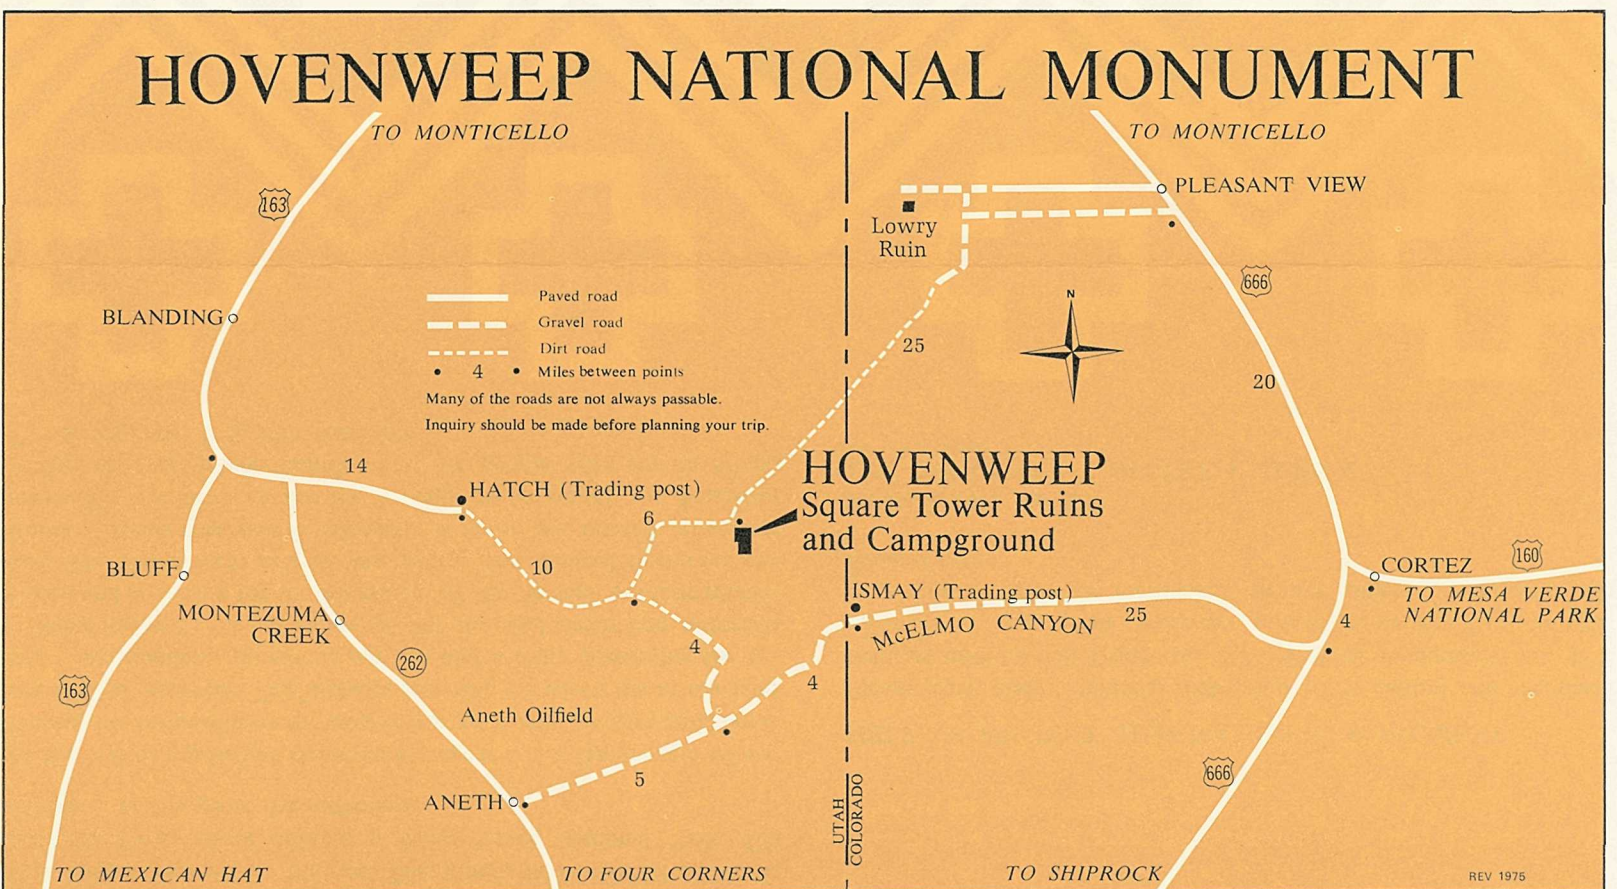 HOVENWEEP NATIONAL MONUMENT
TO MONTICELLO
TO MONTICELLO
163
PLEASANT VIEW
Lowry
Ruin
666
BLANDING
Paved road
Gravel road
Dirt road
• 4 • Miles between points
Many of the roads are not always passable.
Inquiry should be made before planning your trip.
N
25
20
14
HATCH (Trading post)
6
HOVENWEEP
Square Tower Ruins
and Campground
10
BLUFF
CORTEZ
160
TO MESA VERDE
NATIONAL PARK
ISMAY (Trading post)
McELMO CANYON
25
4
MONTEZUMA
CREEK
262
4
4
163
Aneth Oilfield
5
666
ANETH
UTAH
COLORADO
TO MEXICAN HAT
TO FOUR CORNERS
TO SHIPROCK
REV 1975